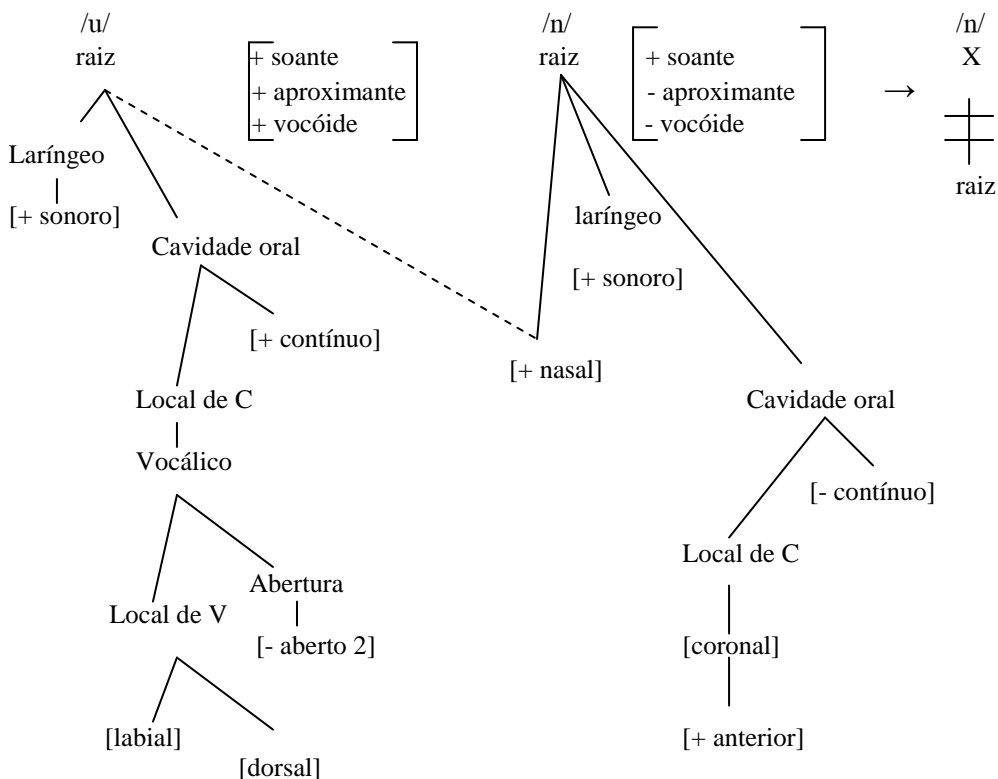 /u/
raiz
+ soante
+ aproximante
+ vocóide
Laríngeo
[+ sonoro]
Cavidade oral
[+ contínuo]
Local de C
Vocálico
Abertura
Local de V
[- aberto 2]
[labial]
[dorsal]
/n/
raiz
+ soante
- aproximante
- vocóide
laríngeo
[+ sonoro]
[+ nasal]
Cavidade oral
[- contínuo]
Local de C
[coronal]
[+ anterior]
→
/n/
X
raiz